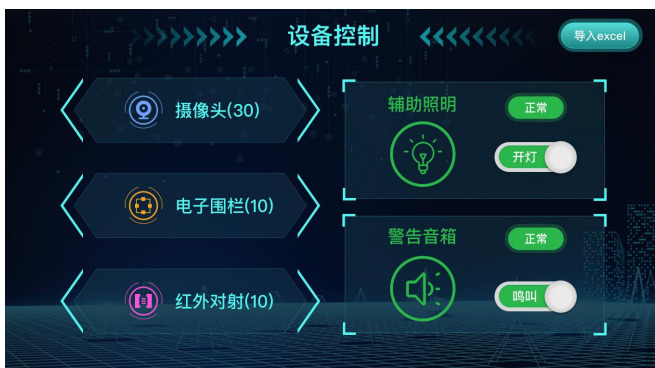 设备控制
导入excel
摄像头(30)
电子围栏(10)
红外对射(10)
辅助照明
正常
开灯
警告音箱
正常
鸣叫